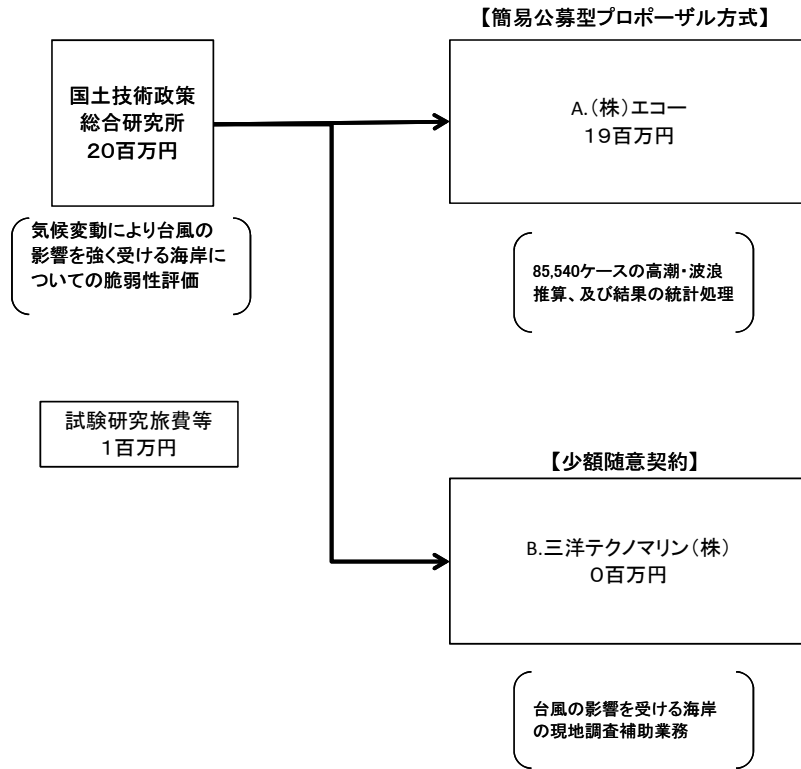 【簡易公募型プロポーザル方式】
国土技術政策
総合研究所
20百万円
A.(株)エコー
19百万円
気候変動により台風の
影響を強く受ける海岸に
ついての脆弱性評価
85,540ケースの高潮・波浪
推算、及び結果の統計処理
試験研究旅費等
1百万円
【少額随意契約】
B.三洋テクノマリン(株)
0百万円
台風の影響を受ける海岸
の現地調査補助業務